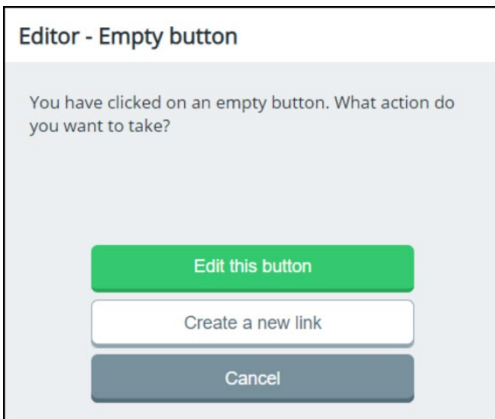 Editor - Empty button
You have clicked on an empty button. What action do
you want to take?
Edit this button
Create a new link
Cancel